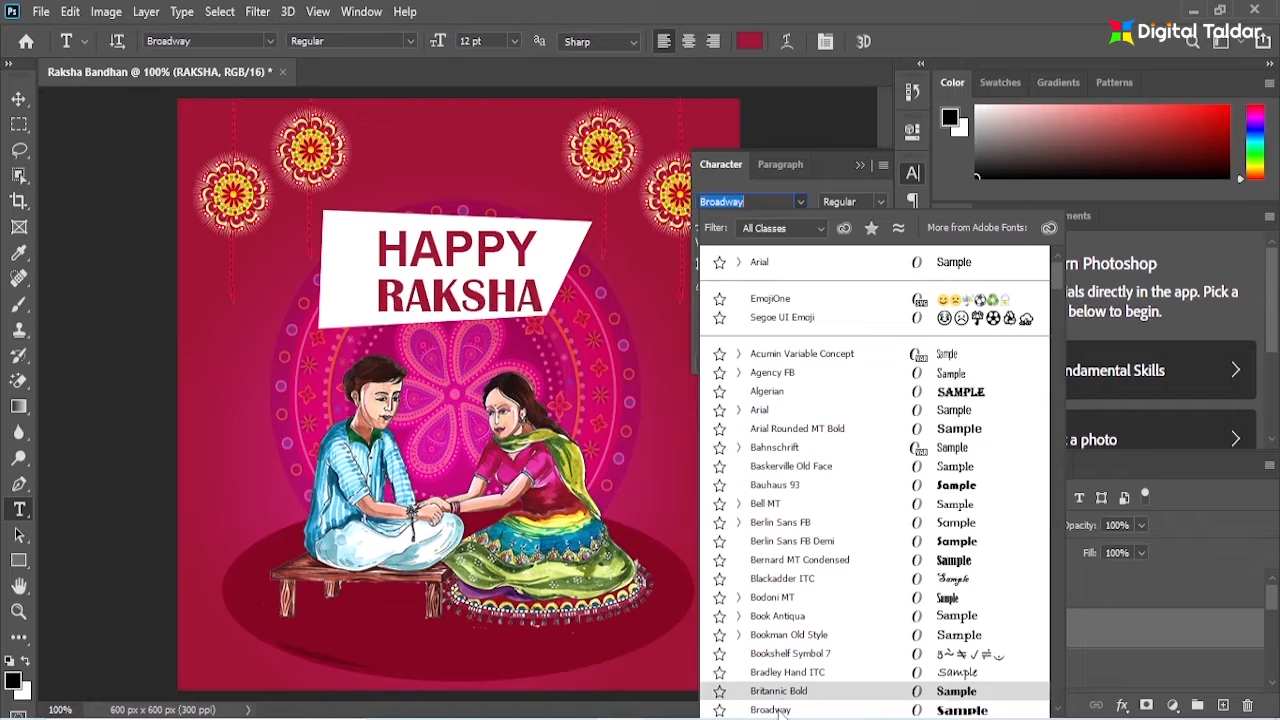 Ps File Edit Image Layer Type Select Filter 3D View Window Help
Digital Taldar
T Broadway Regular 12 pt Sharp 3D
Raksha Bandhan @ 100% (RAKSHA, RGB/16) *
Color Swatches Gradients Patterns
HAPPY
RAKSHA
Character Paragraph
Broadway Regular
Filter: All Classes More from Adobe Fonts:
Arial Sample
EmojiOne
Segoe UI Emoji
Acumin Variable Concept Sample
Agency FB Sample
Algerian SAMPLE
Arial Sample
Arial Rounded MT Bold Sample
Bahnschrift Sample
Baskerville Old Face Sample
Bauhaus 93 Sample
Bell MT Sample
Berlin Sans FB Sample
Berlin Sans FB Demi Sample
Bernard MT Condensed Sample
Blackadder ITC Sample
Bodoni MT Sample
Book Antiqua Sample
Bookman Old Style Sample
Bookshelf Symbol 7
Bradley Hand ITC Sample
Britannic Bold Sample
Broadway Sample
ments
rn Photoshop
ials directly in the app. Pick a
below to begin.
ndamental Skills
a photo
Opacity: 100%
Fill: 100%
100% 600 px x 600 px (300 ppi)